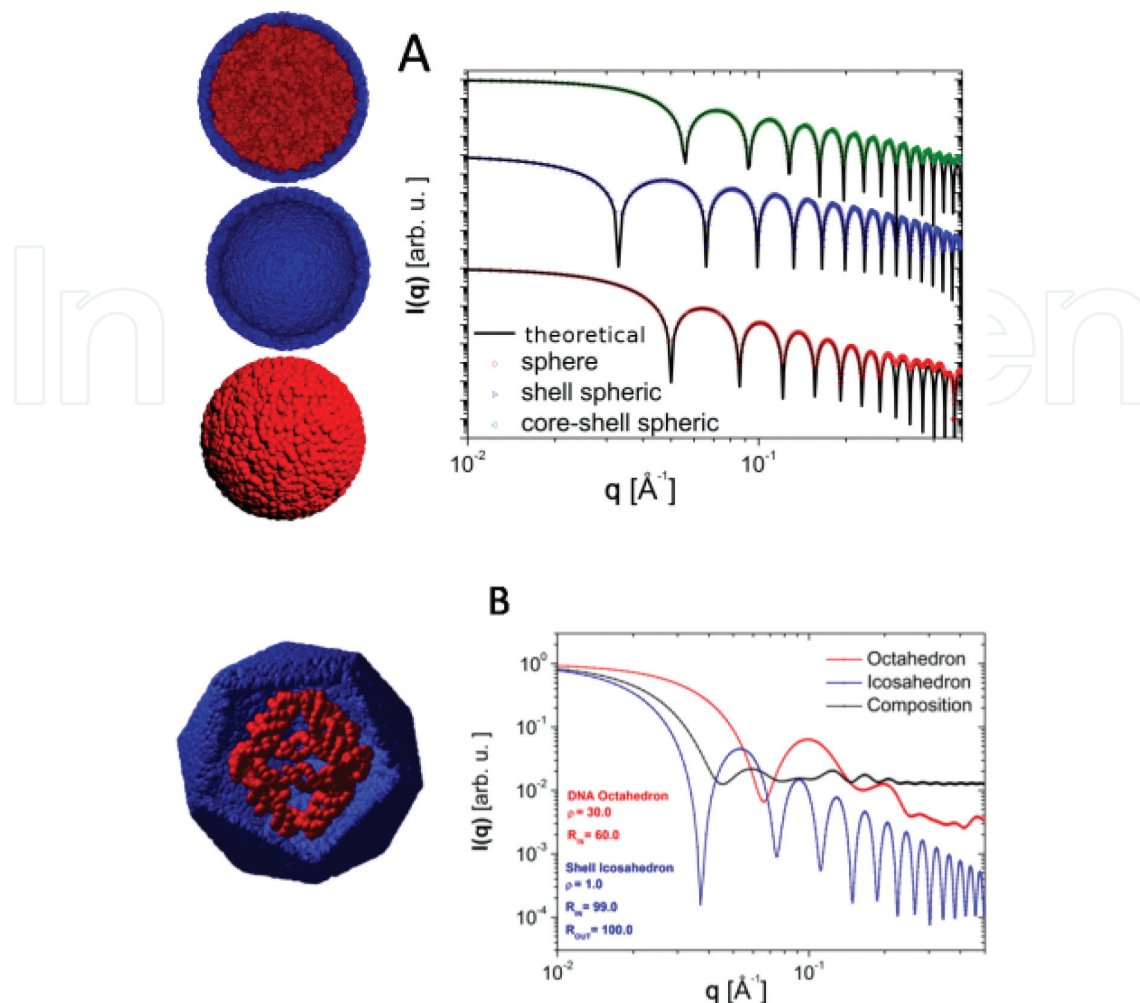 A
I(q) [arb. u.]
theoretical
sphere
shell spheric
core-shell spheric
10⁻² 10⁻¹
q [Å⁻¹]
In en
B
I(q) [arb. u.]
10⁰
10⁻¹
10⁻²
10⁻³
10⁻⁴
Octahedron
Icosahedron
Composition
DNA Octahedron
ρ = 30.0
R_IN = 60.0
Shell Icosahedron
ρ = 1.0
R_IN = 99.0
R_OUT = 100.0
10⁻² 10⁻¹
q [Å⁻¹]